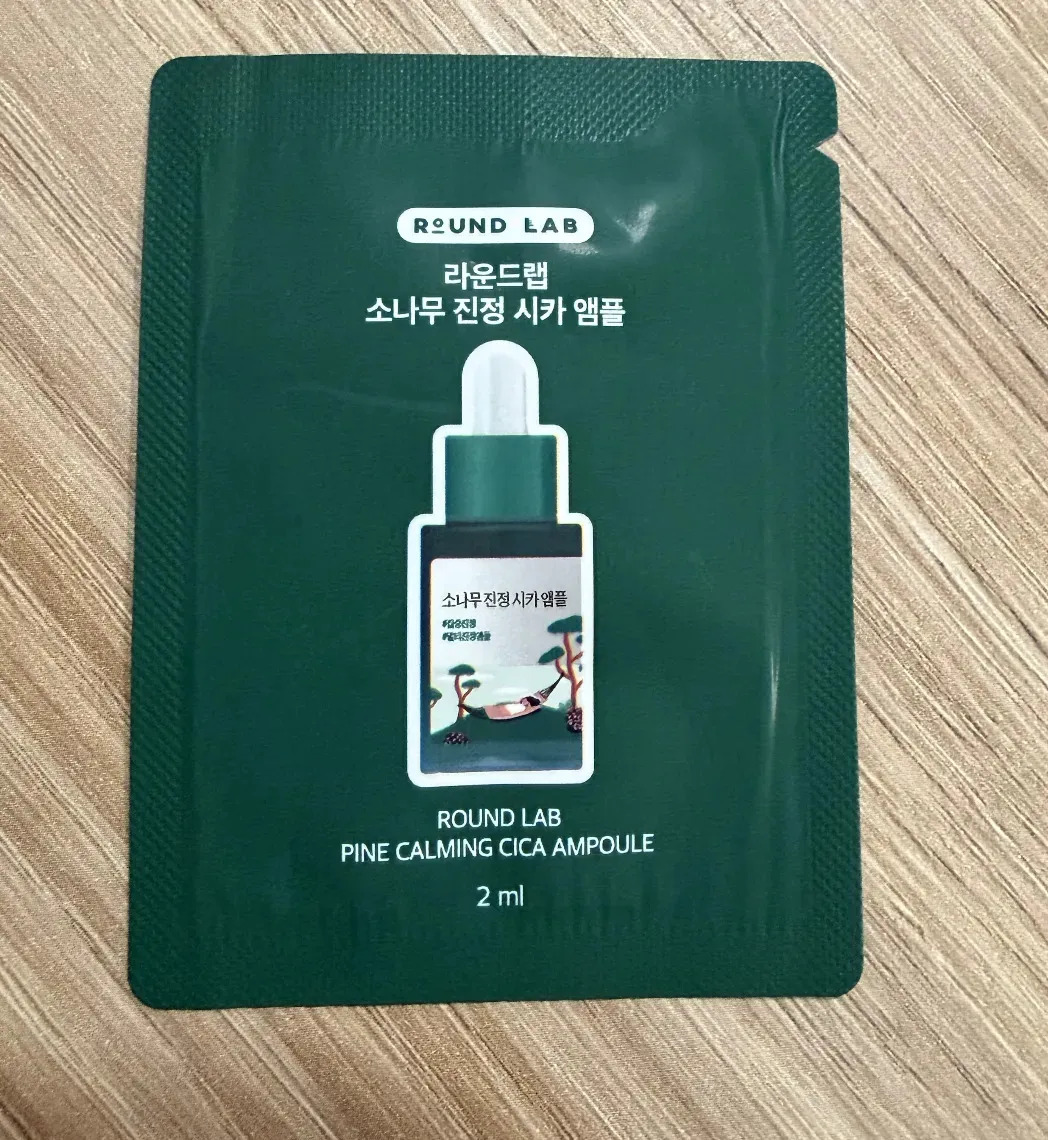 ROUND LAB
라운드랩
소나무 진정 시카 앰플
소나무 진정 시카 앰플
ROUND LAB
PINE CALMING CICA AMPOULE
2 ml